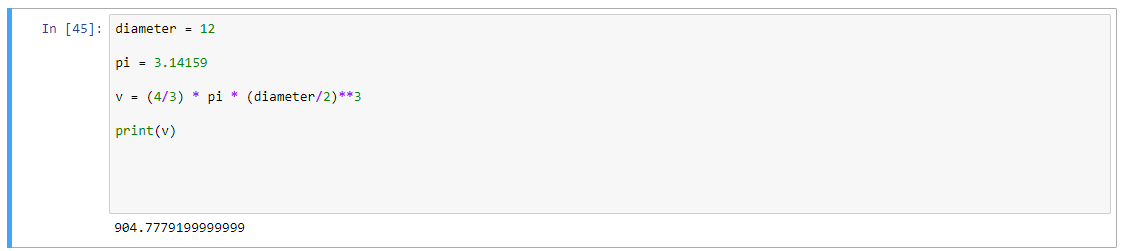 In [45]: diameter = 12
pi = 3.14159
v = (4/3) * pi * (diameter/2)**3
print(v)
904.7779199999999